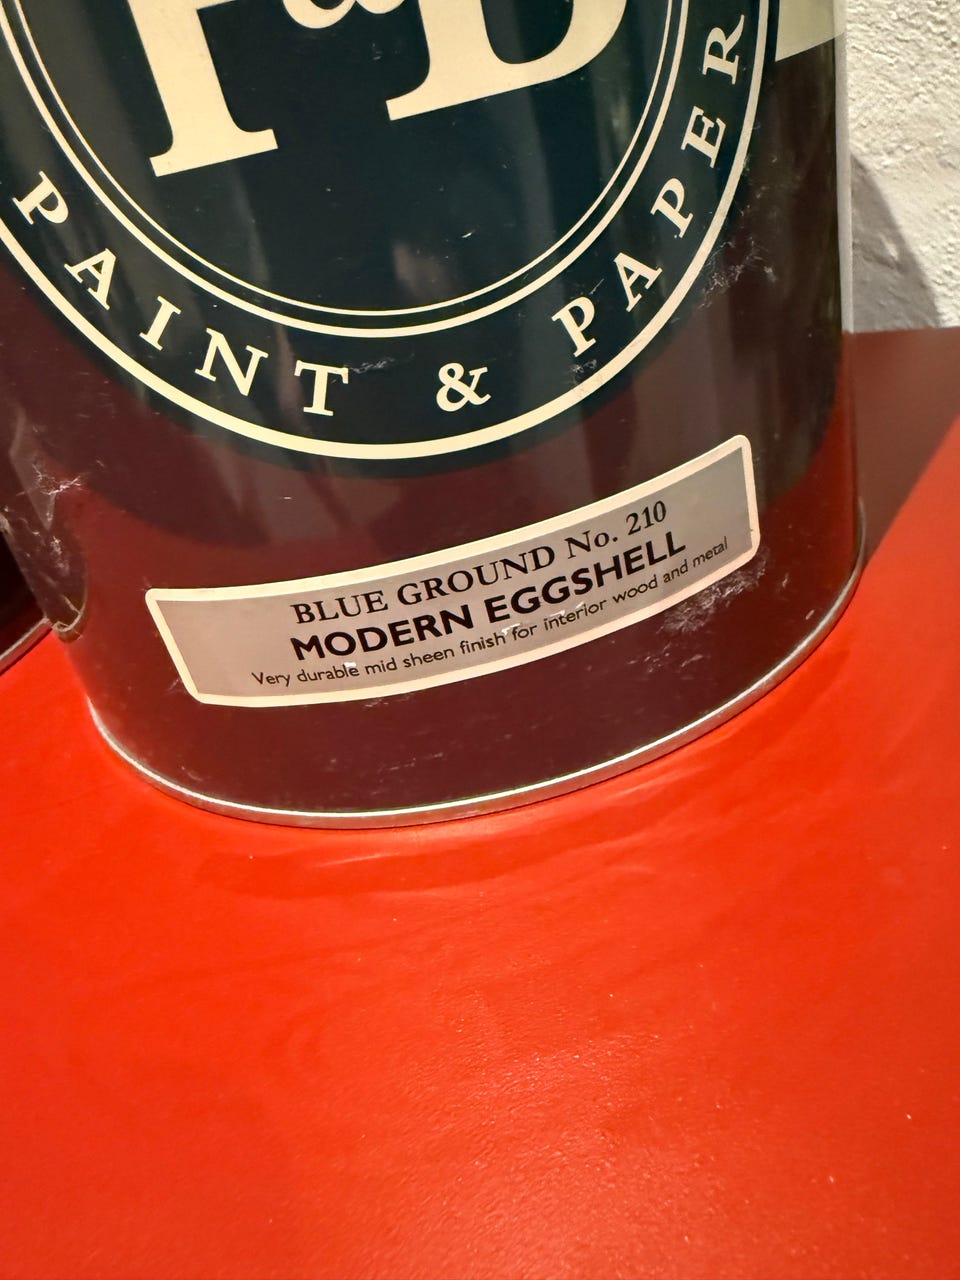 F&B
PAINT & PAPER
BLUE GROUND No. 210
MODERN EGGSHELL
Very durable mid sheen finish for interior wood and metal